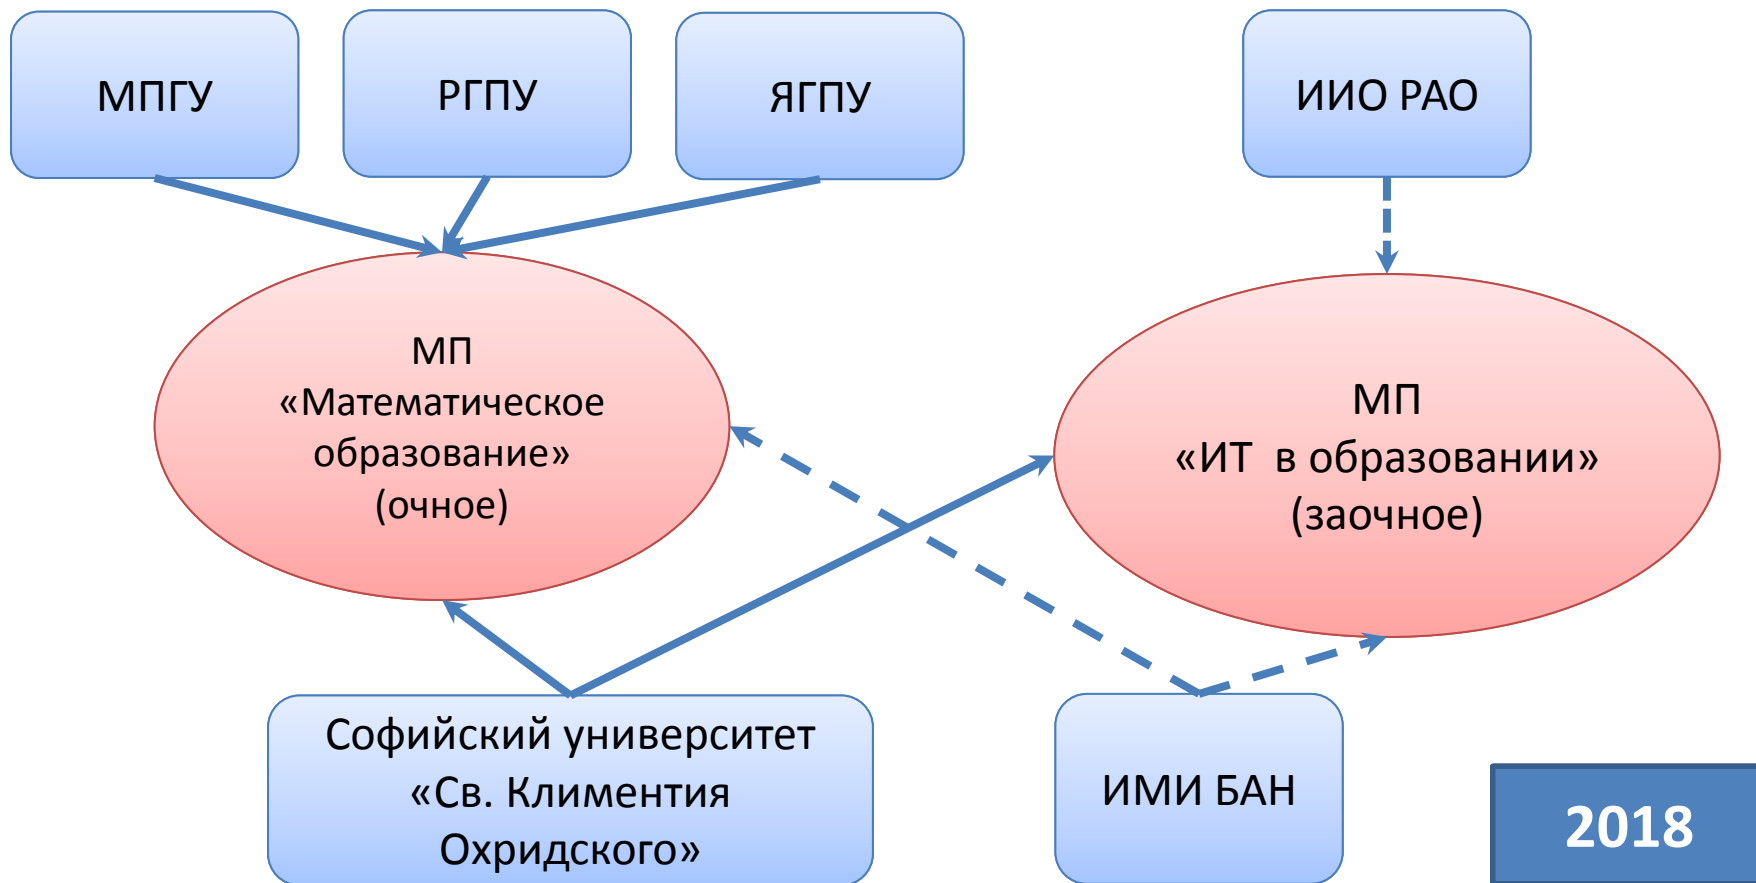 МПГУ
РГПУ
ЯГПУ
ИИО РАО
МП
«Математическое
образование»
(очное)
МП
«ИТ в образовании»
(заочное)
Софийский университет
«Св. Климентия
Охридского»
ИМИ БАН
2018